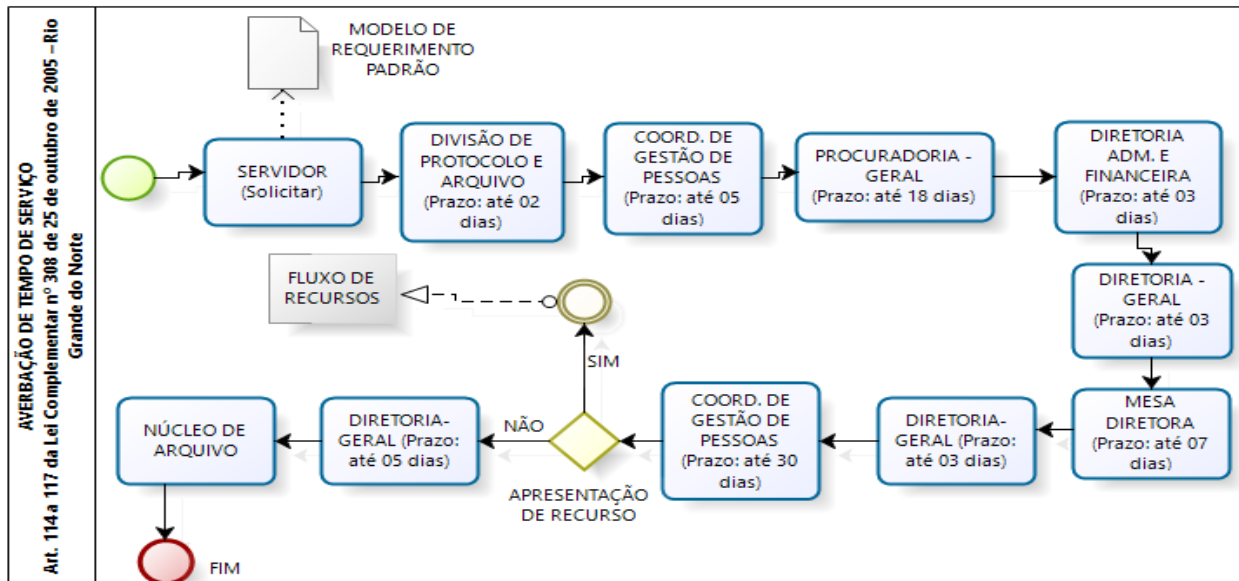 AVERBAÇÃO DE TEMPO DE SERVIÇO
Art. 114 a 117 da Lei Complementar nº 308 de 25 de outubro de 2005 – Rio
Grande do Norte
MODELO DE
REQUERIMENTO
PADRÃO
SERVIDOR
(Solicitar)
DIVISÃO DE
PROTOCOLO E
ARQUIVO
(Prazo: até 02
dias)
COORD. DE
GESTÃO DE
PESSOAS
(Prazo: até 05
dias)
PROCURADORIA -
GERAL
(Prazo: até 18 dias)
DIRETORIA
ADM. E
FINANCEIRA
(Prazo: até 03
dias)
DIRETORIA -
GERAL
(Prazo: até 03
dias)
MESA
DIRETORA
(Prazo: até 07
dias)
DIRETORIA-
GERAL (Prazo:
até 03 dias)
COORD. DE
GESTÃO DE
PESSOAS
(Prazo: até 30
dias)
APRESENTAÇÃO
DE RECURSO
SIM
FLUXO DE
RECURSOS
NÃO
DIRETORIA-
GERAL (Prazo:
até 05 dias)
NÚCLEO DE
ARQUIVO
FIM